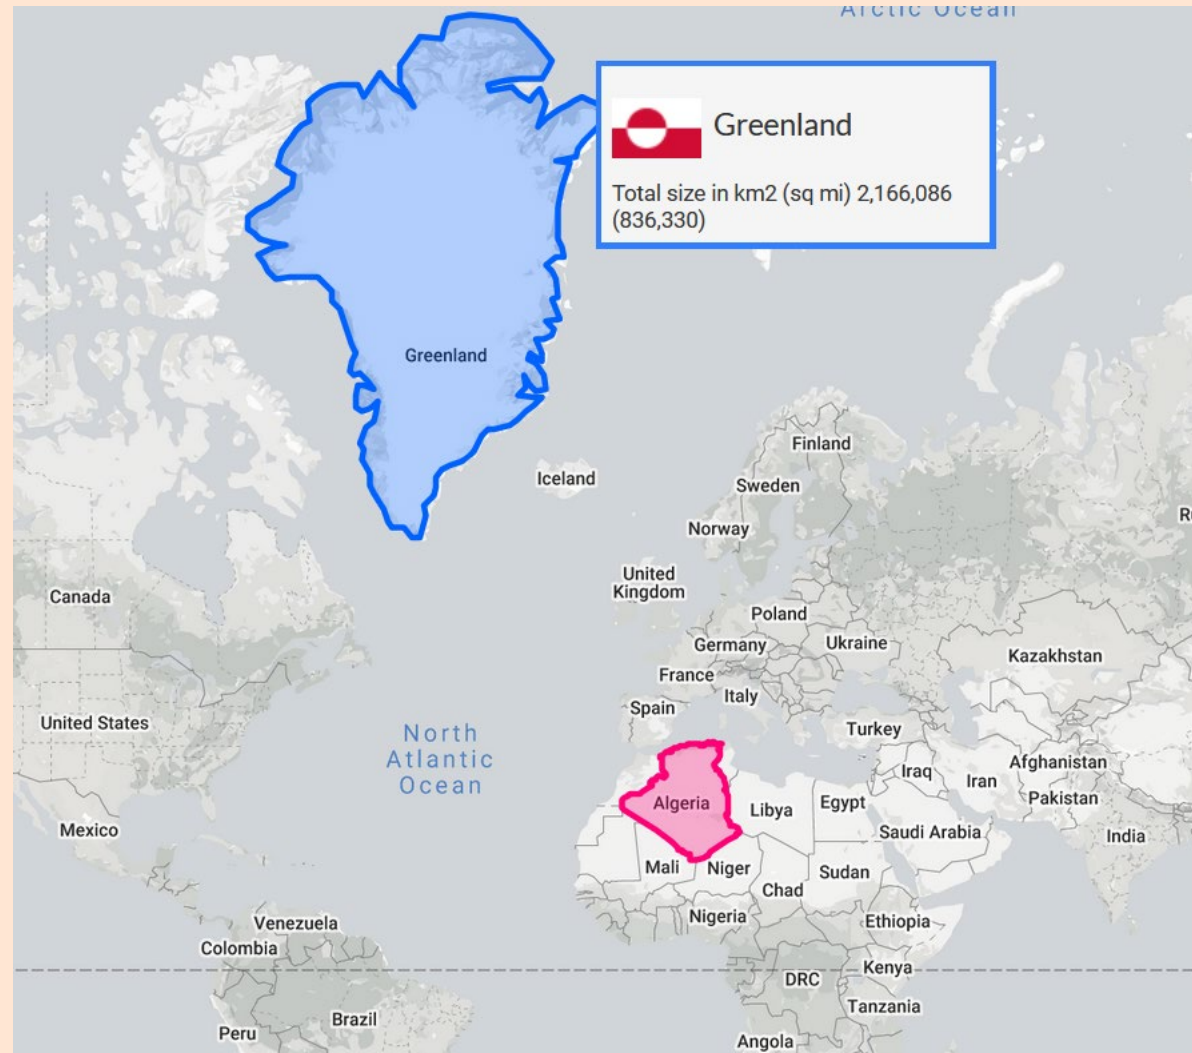 Arctic Ocean
Greenland
Total size in km2 (sq mi) 2,166,086
(836,330)
Greenland
Finland
Iceland
Sweden
Norway
United
Kingdom
Canada
Poland
Germany
Ukraine
France
Kazakhstan
Italy
Spain
United States
Turkey
North
Atlantic
Ocean
Iraq
Iran
Afghanistan
Pakistan
Algeria
Libya
Egypt
Mexico
Saudi Arabia
India
Mali
Niger
Sudan
Chad
Nigeria
Ethiopia
Venezuela
Colombia
Kenya
DRC
Tanzania
Brazil
Peru
Angola